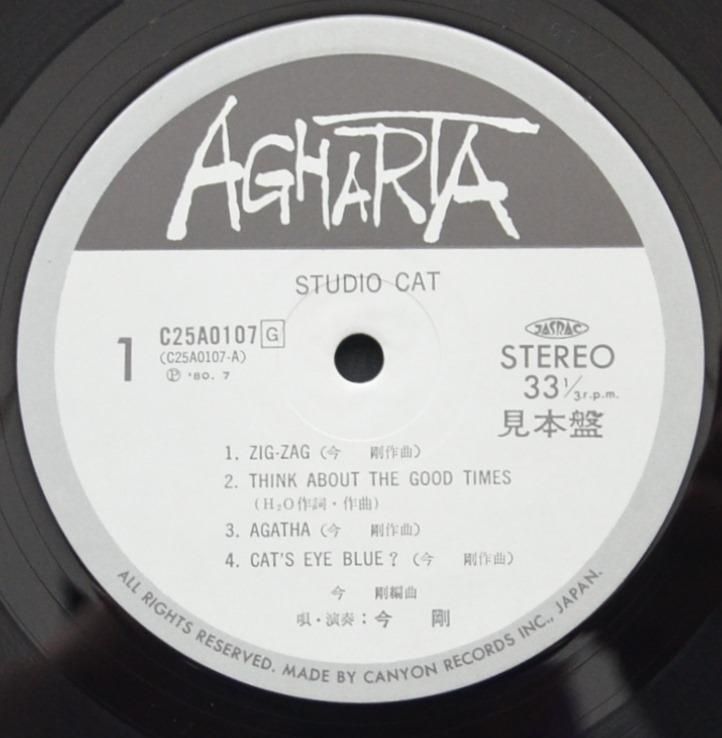 AGHARTA
STUDIO CAT
1
C25A0107 G
(C25A0107-A)
Ⓟ '80. 7
JASRAC
STEREO
33 1/3 r.p.m.
見本盤
1. ZIG-ZAG (今　剛作曲)
2. THINK ABOUT THE GOOD TIMES
(H₂O作詞・作曲)
3. AGATHA (今　剛作曲)
4. CAT'S EYE BLUE? (今　剛作曲)
今　剛編曲
唄・演奏：今　剛
ALL RIGHTS RESERVED. MADE BY CANYON RECORDS INC., JAPAN.